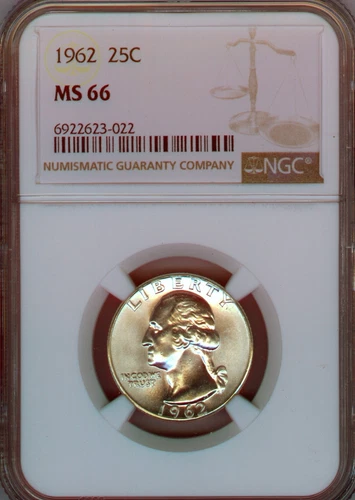 1962 25C
MS 66
6922623-022
NUMISMATIC GUARANTY COMPANY NGC®
LIBERTY
IN GOD WE
TRUST
1962